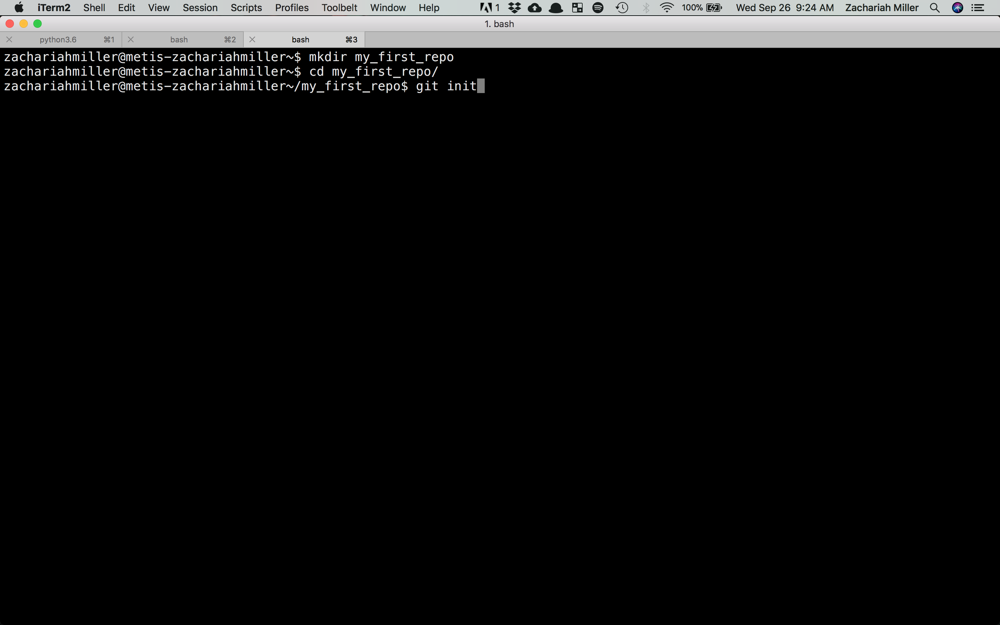 iTerm2 Shell Edit View Session Scripts Profiles Toolbelt Window Help 1 100% Wed Sep 26 9:24 AM Zachariah Miller
1. bash
python3.6 ⌘1 bash ⌘2 bash ⌘3
zachariahmiller@metis-zachariahmiller~$ mkdir my_first_repo
zachariahmiller@metis-zachariahmiller~$ cd my_first_repo/
zachariahmiller@metis-zachariahmiller~/my_first_repo$ git init